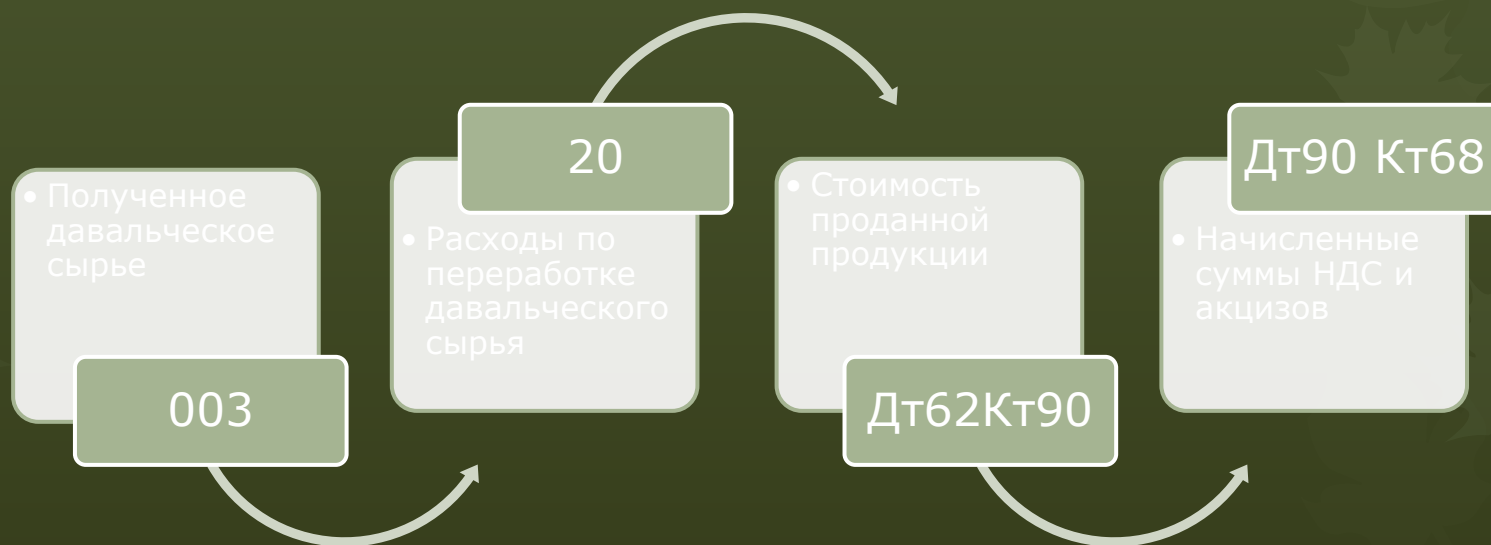 • Полученное
давальческое
сырье
003
20
• Расходы по
переработке
давальческого
сырья
• Стоимость
проданной
продукции
Дт62Кт90
Дт90 Кт68
• Начисленные
суммы НДС и
акцизов